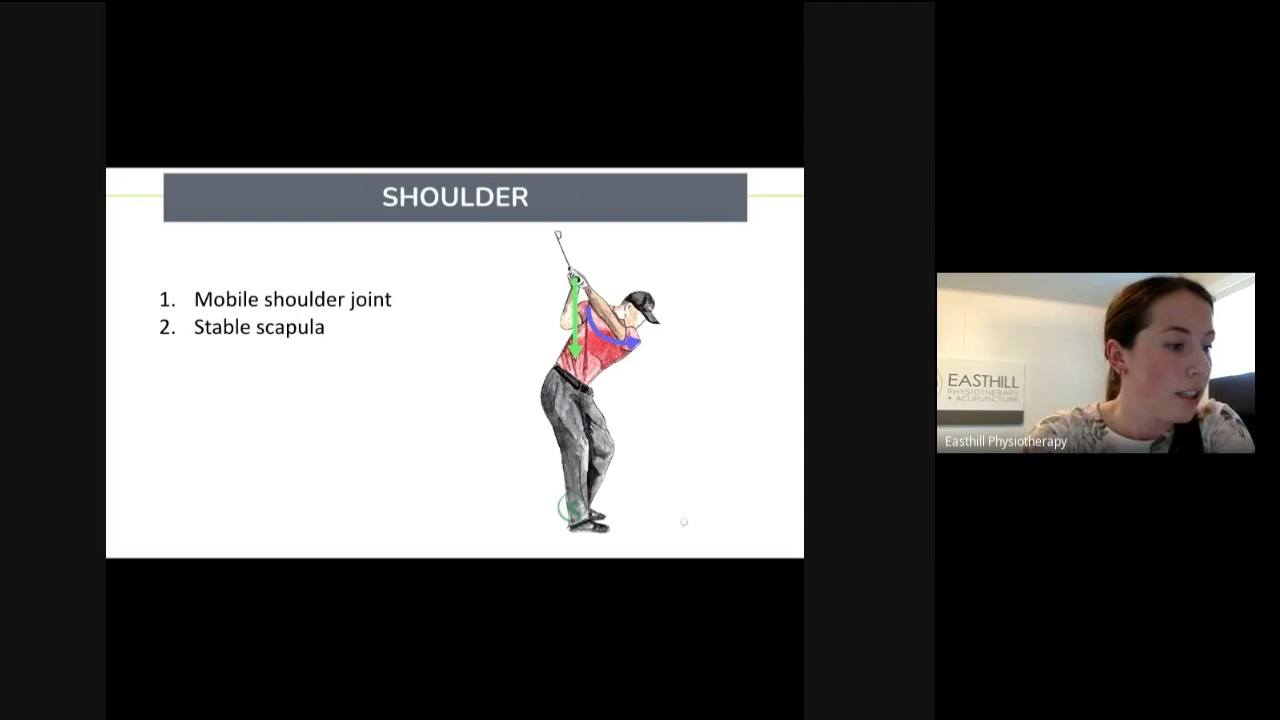 SHOULDER
1. Mobile shoulder joint
2. Stable scapula
EASTHILL
PHYSIOTHERAPY
+ ACUPUNCTURE
Easthill Physiotherapy